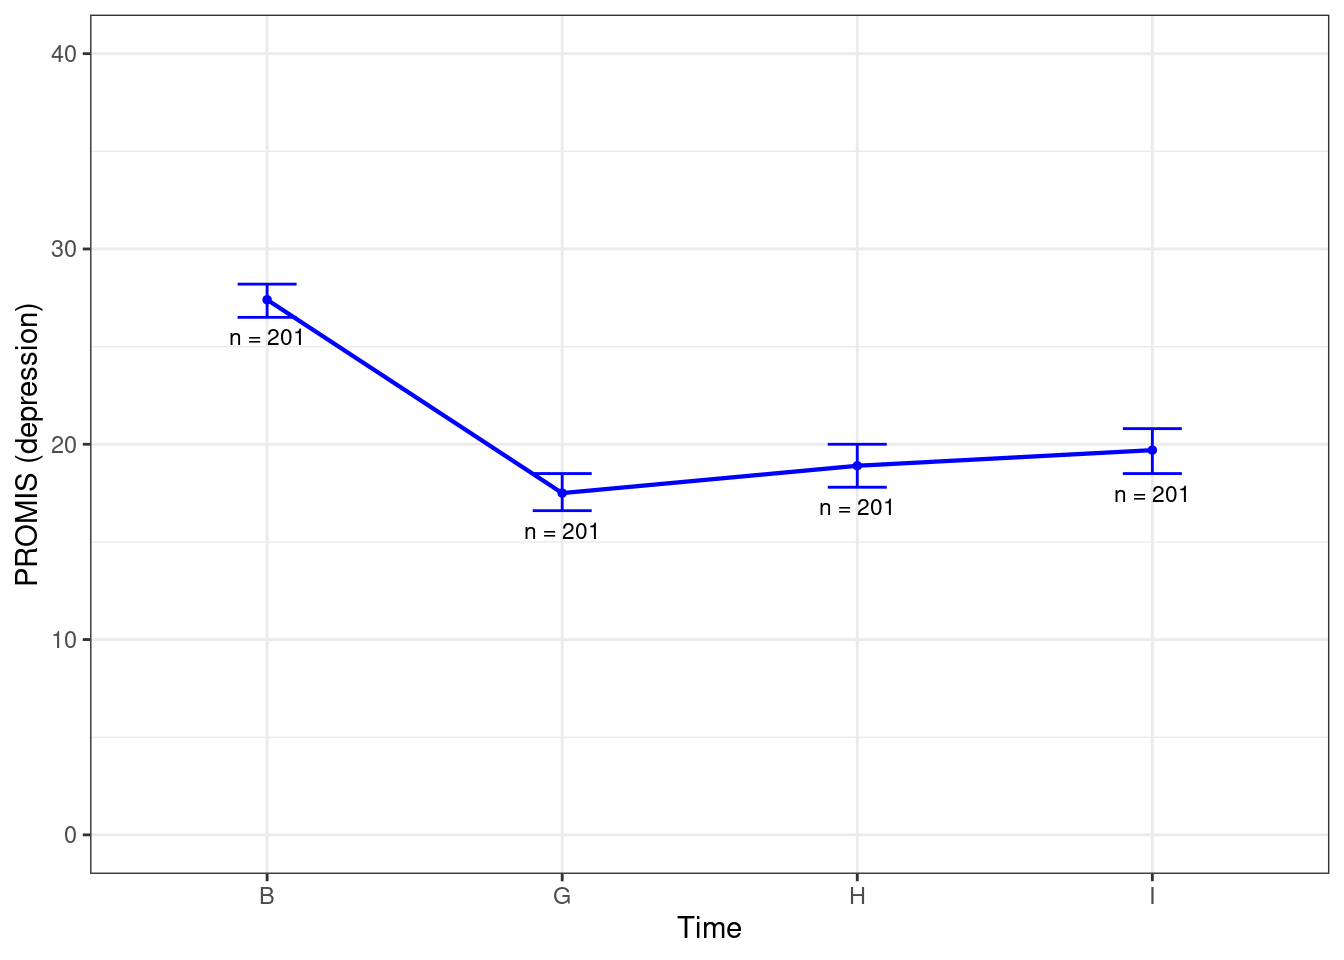 40
30
20
10
0
PROMIS (depression)
n = 201
n = 201
n = 201
n = 201
B G H I
Time